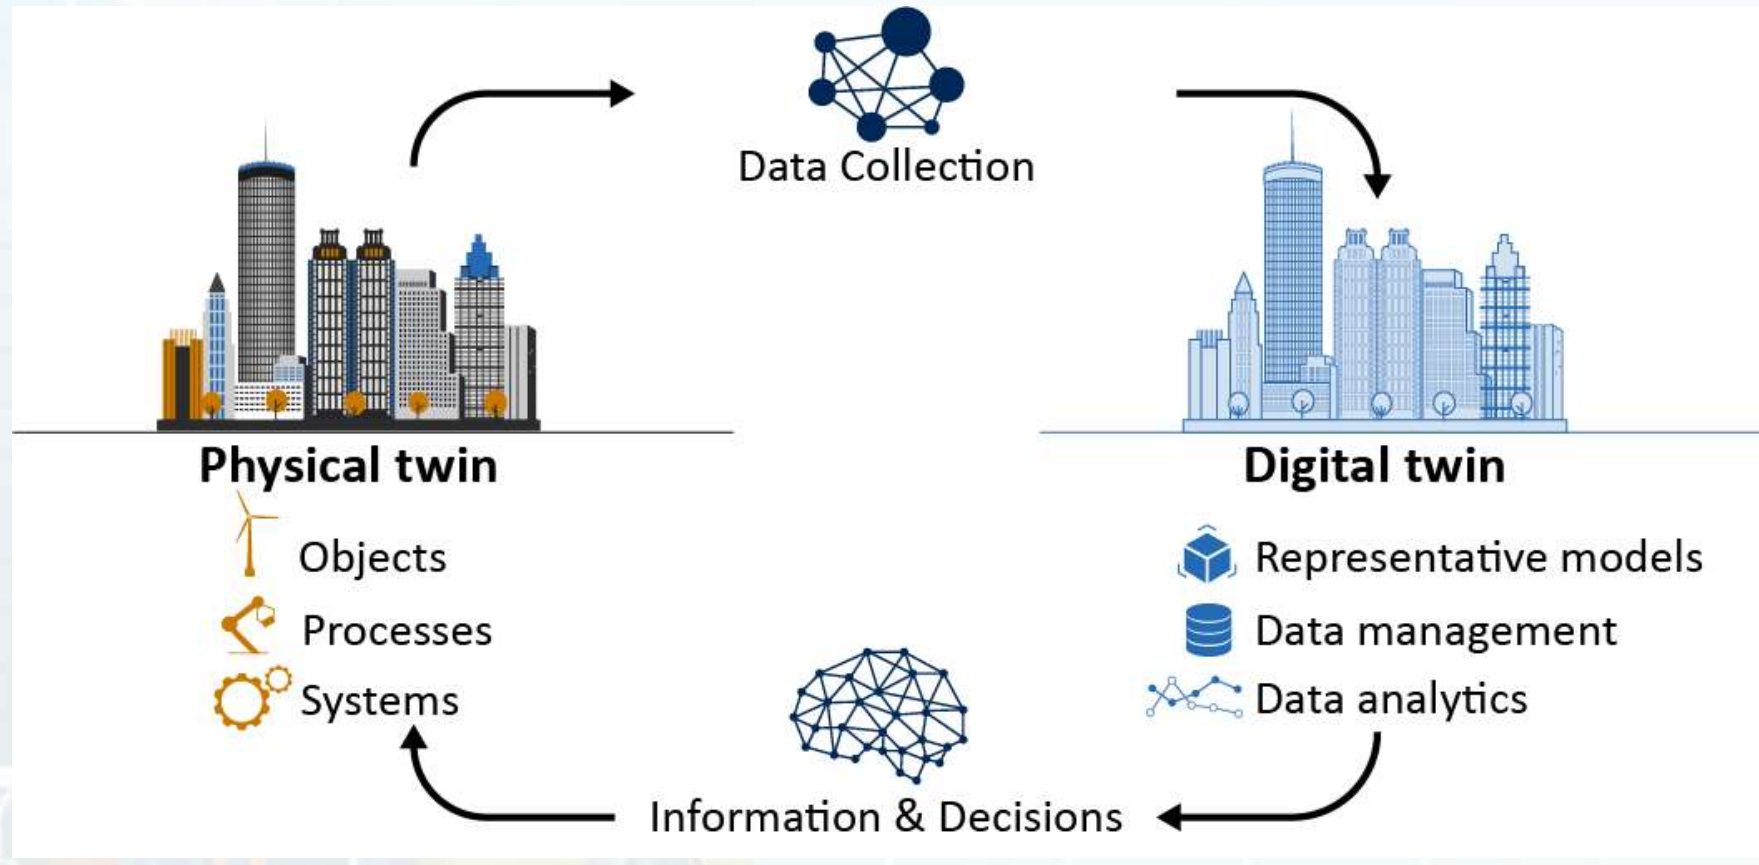 Data Collection
Physical twin
Objects
Processes
Systems
Digital twin
Representative models
Data management
Data analytics
Information & Decisions